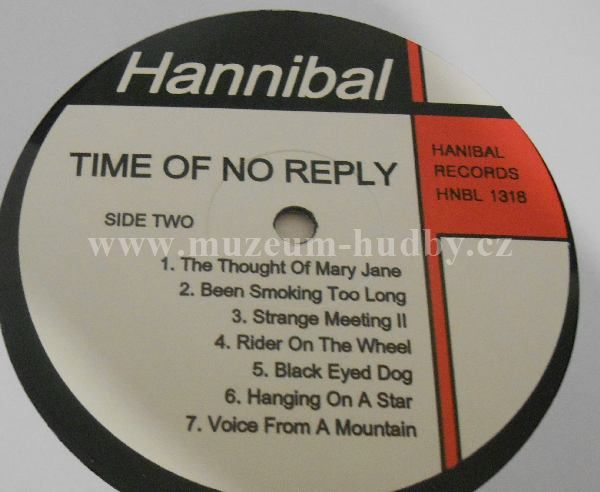 Hannibal
TIME OF NO REPLY
HANIBAL
RECORDS
HNBL 1318
SIDE TWO
www.muzeum-hudby.cz
1. The Thought Of Mary Jane
2. Been Smoking Too Long
3. Strange Meeting II
4. Rider On The Wheel
5. Black Eyed Dog
6. Hanging On A Star
7. Voice From A Mountain